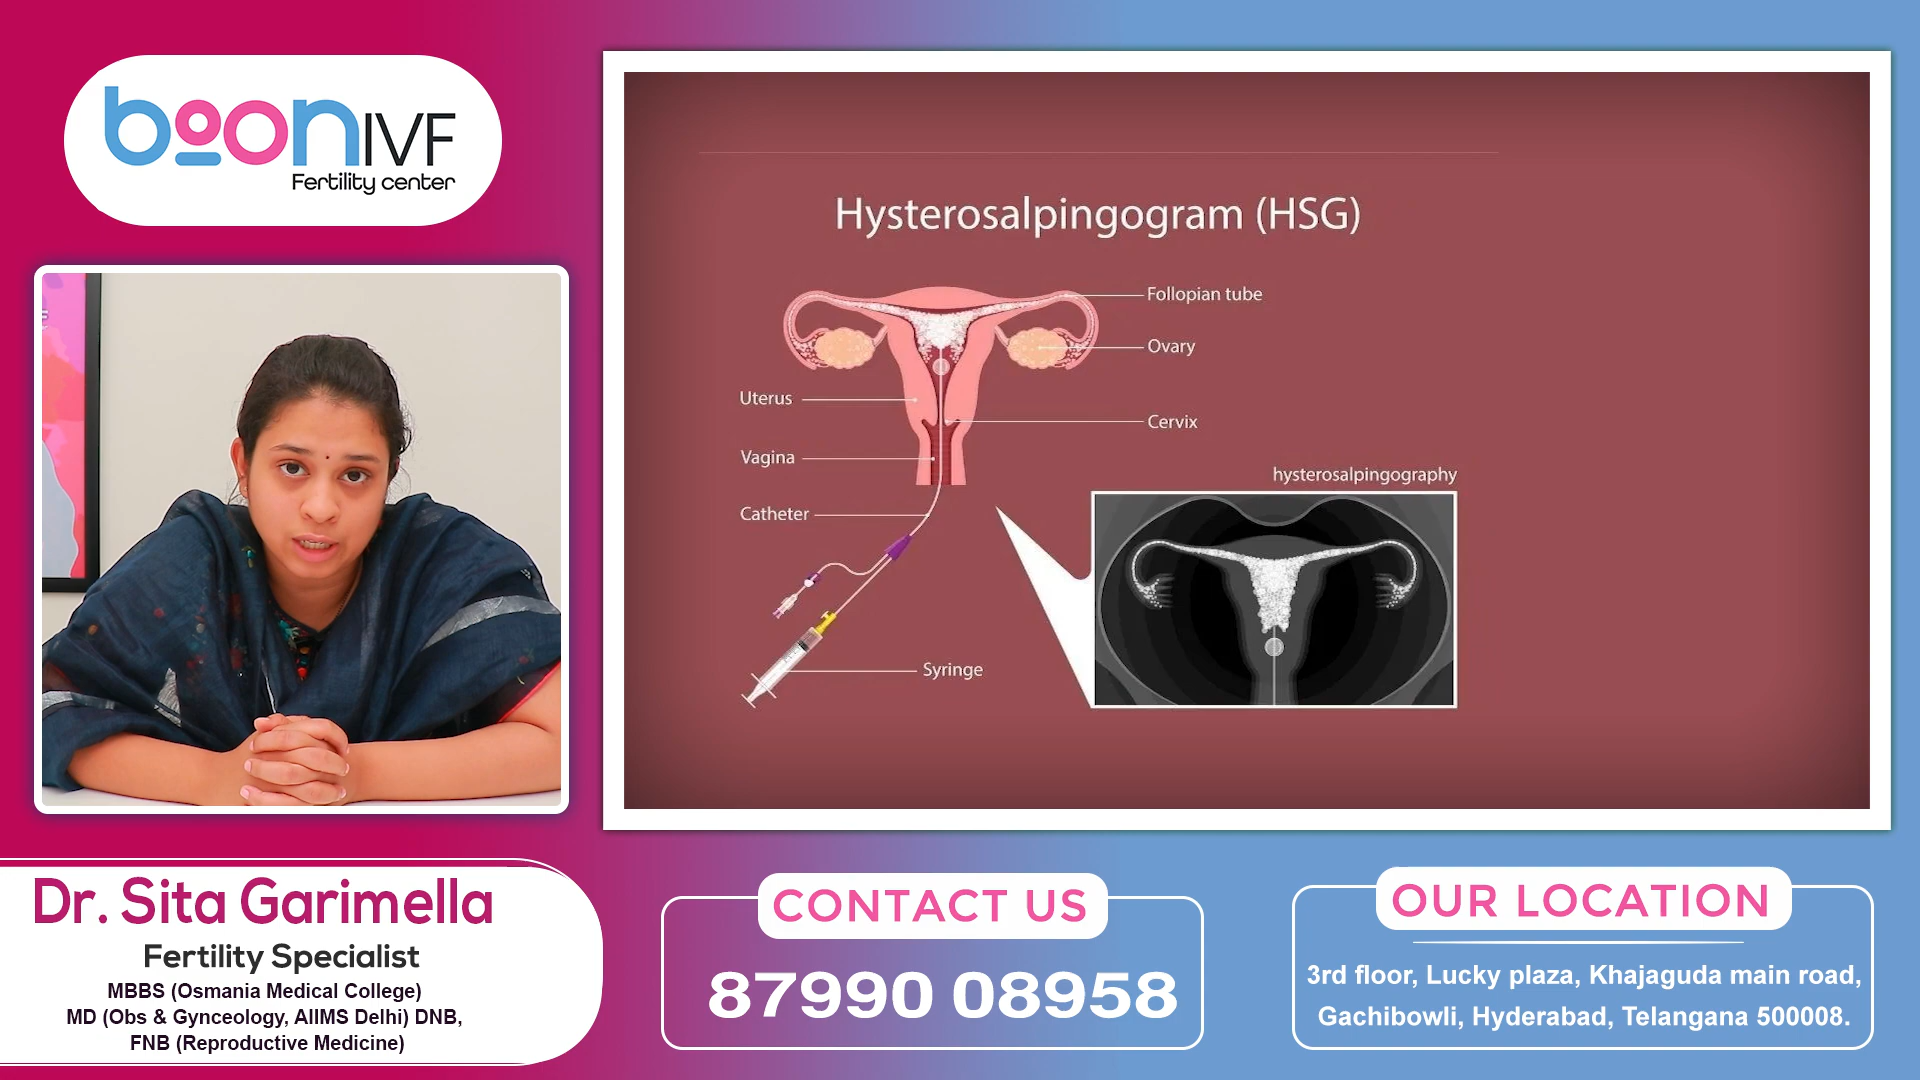 boonIVF
Fertility center
Hysterosalpingogram (HSG)
Follopian tube
Ovary
Uterus
Cervix
Vagina
hysterosalpingography
Catheter
Syringe
Dr. Sita Garimella
Fertility Specialist
MBBS (Osmania Medical College)
MD (Obs & Gynceology, AIIMS Delhi) DNB,
FNB (Reproductive Medicine)
CONTACT US
87990 08958
OUR LOCATION
3rd floor, Lucky plaza, Khajaguda main road,
Gachibowli, Hyderabad, Telangana 500008.